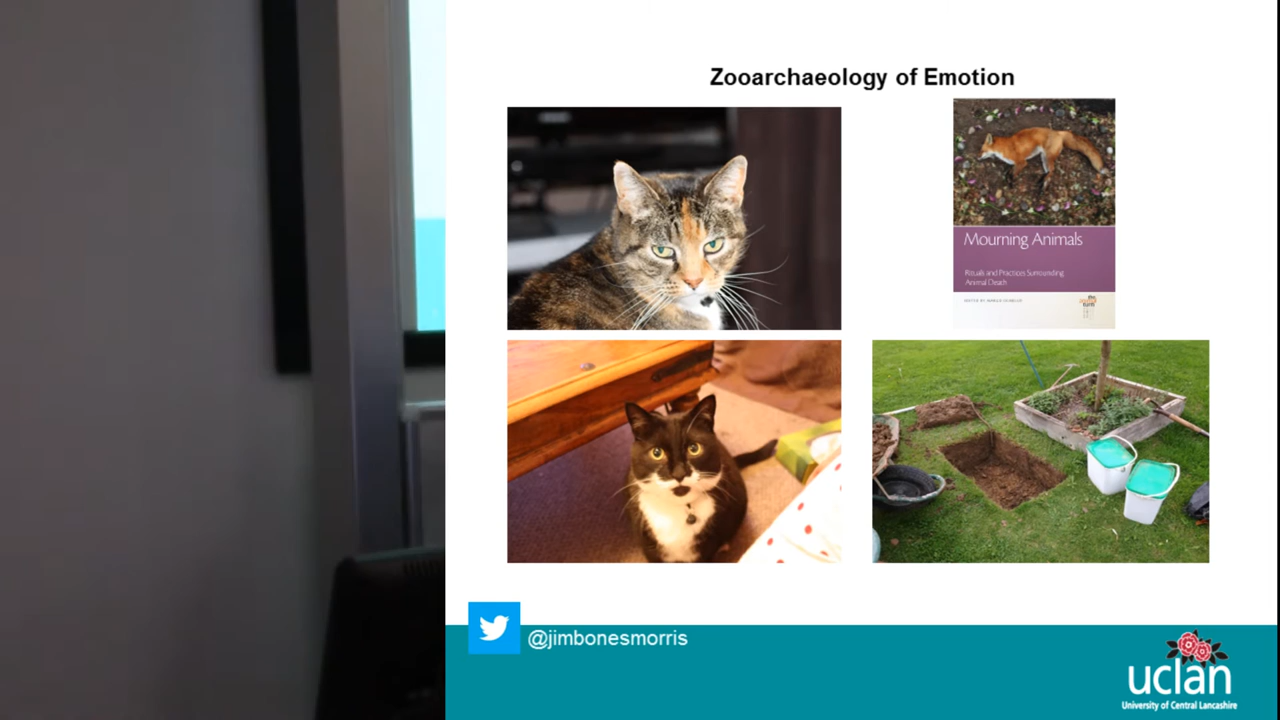 Zooarchaeology of Emotion
Mourning Animals
Rituals and Practices Surrounding
Animal Death
@jimbonesmorris
uclan
University of Central Lancashire